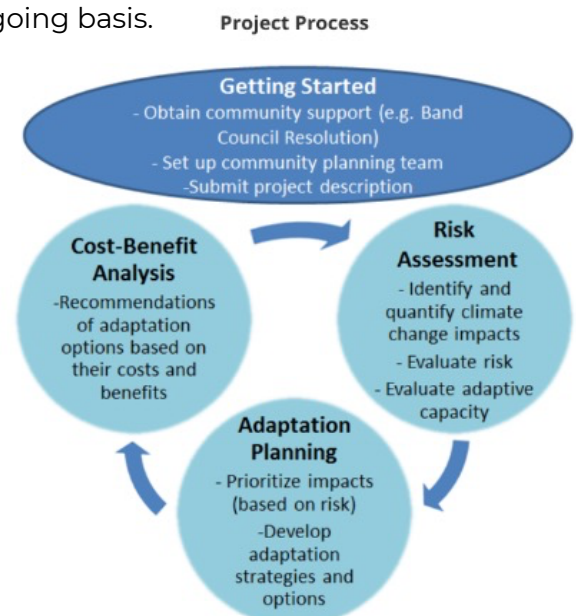 going basis.
Project Process
Getting Started
- Obtain community support (e.g. Band
Council Resolution)
- Set up community planning team
-Submit project description
Cost-Benefit
Analysis
-Recommendations
of adaptation
options based on
their costs and
benefits
Risk
Assessment
- Identify and
quantify climate
change impacts
- Evaluate risk
- Evaluate adaptive
capacity
Adaptation
Planning
- Prioritize impacts
(based on risk)
-Develop
adaptation
strategies and
options